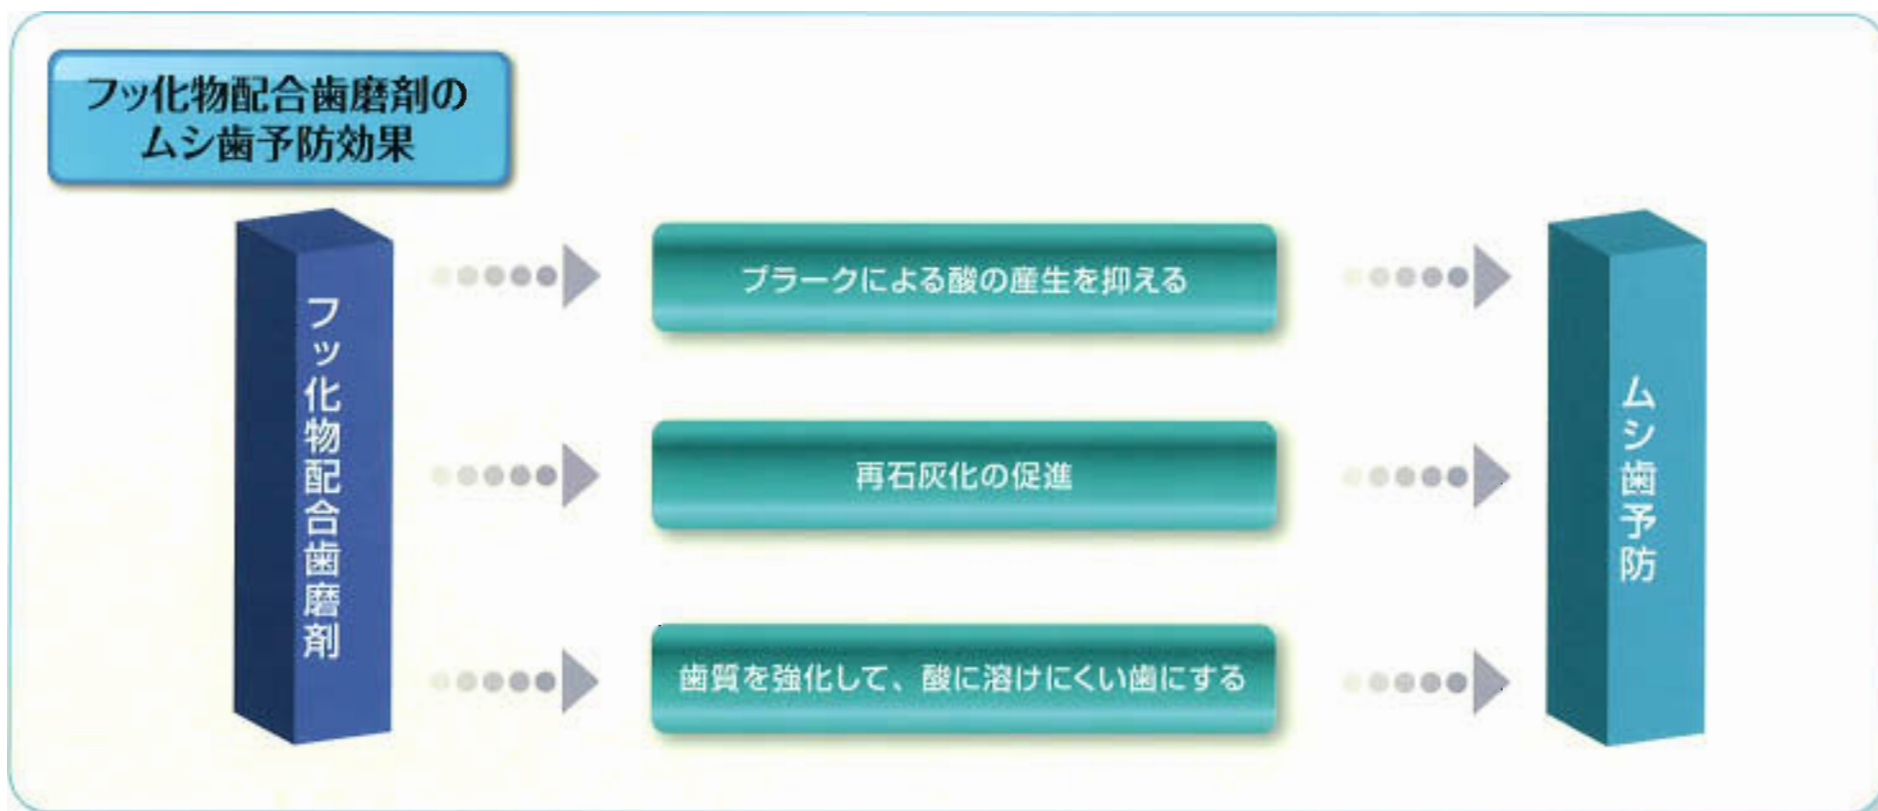 フッ化物配合歯磨剤の
ムシ歯予防効果
フッ化物配合歯磨剤
プラークによる酸の産生を抑える
再石灰化の促進
歯質を強化して、酸に溶けにくい歯にする
ムシ歯予防